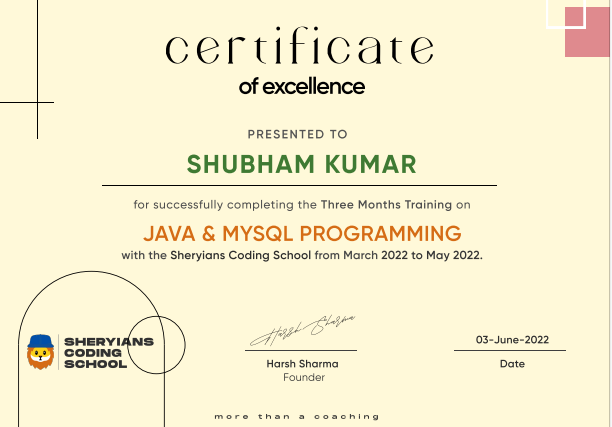 certificate
of excellence
PRESENTED TO
SHUBHAM KUMAR
for successfully completing the Three Months Training on
JAVA & MYSQL PROGRAMMING
with the Sheryians Coding School from March 2022 to May 2022.
SHERYIANS
CODING
SCHOOL
Harsh Sharma
Harsh Sharma
Founder
03-June-2022
Date
more than a coaching